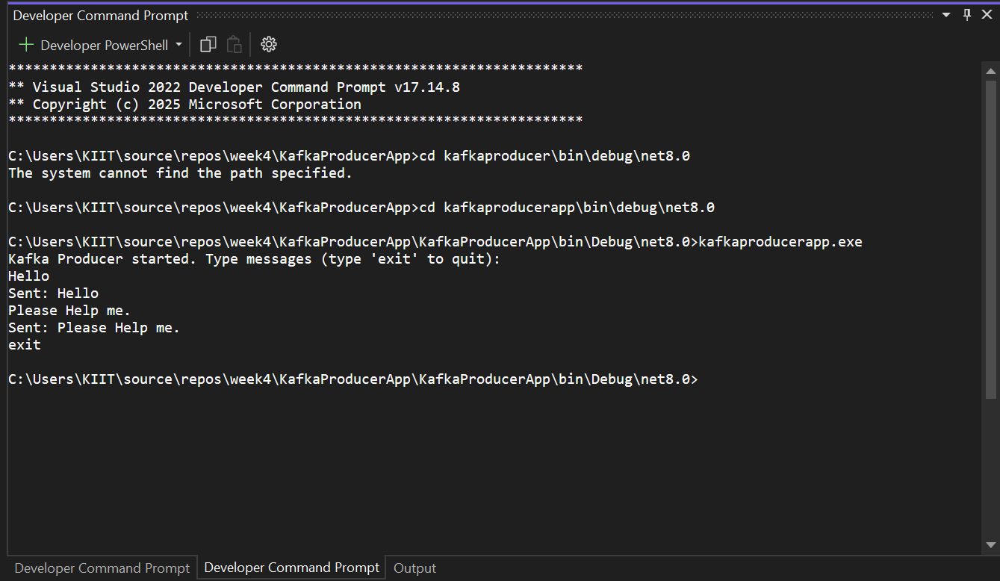 Developer Command Prompt
Developer PowerShell
**********************************************************************
** Visual Studio 2022 Developer Command Prompt v17.14.8
** Copyright (c) 2025 Microsoft Corporation
**********************************************************************
C:\Users\KIIT\source\repos\week4\KafkaProducerApp>cd kafkaproducer\bin\debug\net8.0
The system cannot find the path specified.
C:\Users\KIIT\source\repos\week4\KafkaProducerApp>cd kafkaproducerapp\bin\debug\net8.0
C:\Users\KIIT\source\repos\week4\KafkaProducerApp\KafkaProducerApp\bin\Debug\net8.0>kafkaproducerapp.exe
Kafka Producer started. Type messages (type 'exit' to quit):
Hello
Sent: Hello
Please Help me.
Sent: Please Help me.
exit
C:\Users\KIIT\source\repos\week4\KafkaProducerApp\KafkaProducerApp\bin\Debug\net8.0>
Developer Command Prompt Developer Command Prompt Output